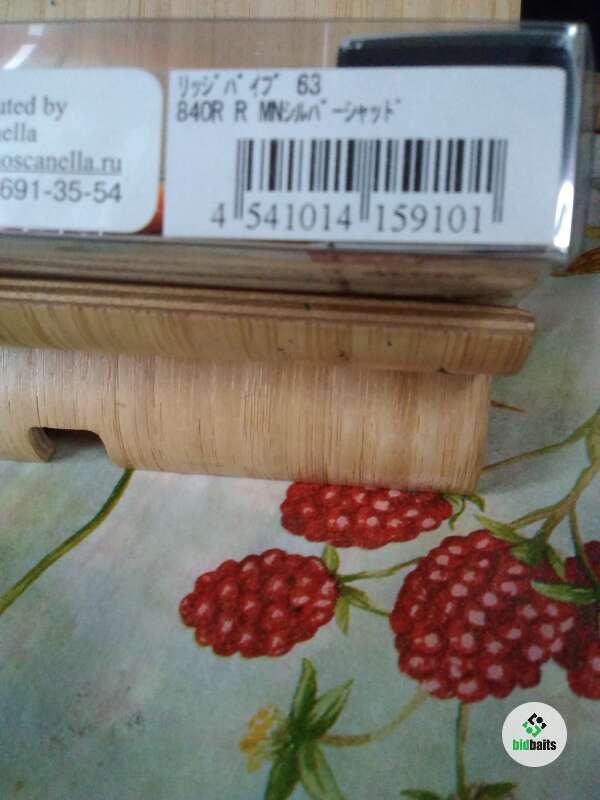 uted by
nella
oscanella.ru
691-35-54
ﾘｯｼﾞﾊﾞｲﾌﾞ 63
840R R MNｼﾙﾊﾞｰｼｬｯﾄﾞ
4 541014 159101
bidbaits